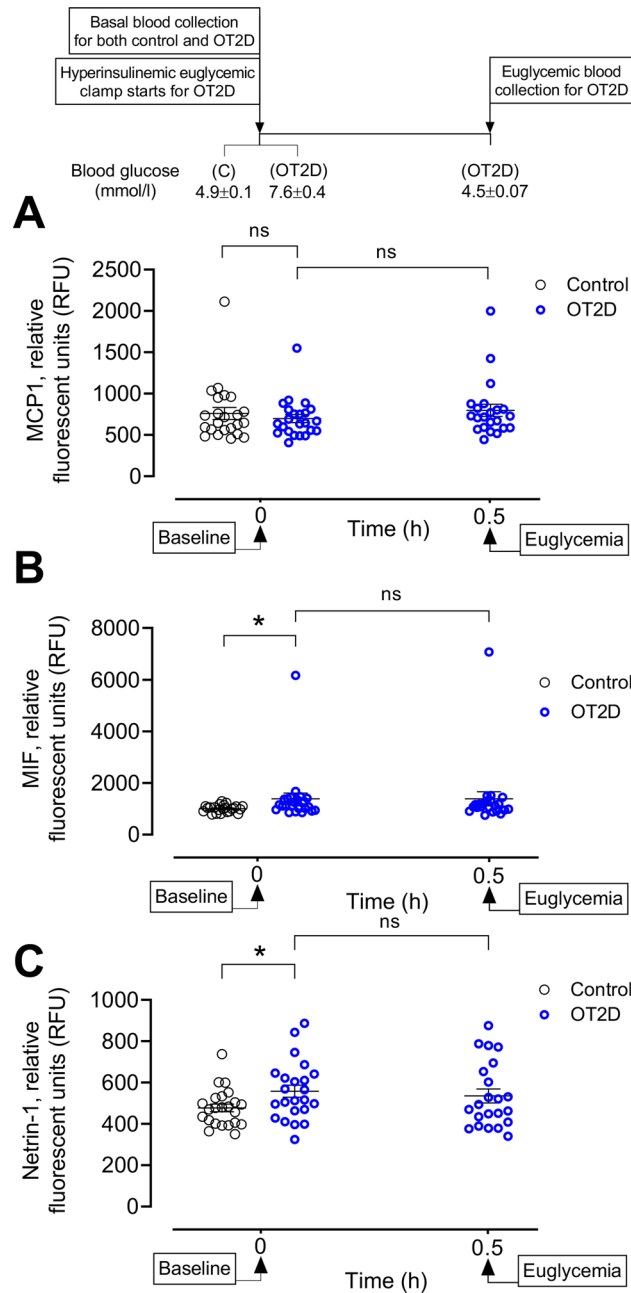 Basal blood collection
for both control and OT2D
Hyperinsulinemic euglycemic
clamp starts for OT2D
Euglycemic blood
collection for OT2D
Blood glucose
(mmol/l)
(C)
4.9±0.1
(OT2D)
7.6±0.4
(OT2D)
4.5±0.07
A
ns
ns
MCP1, relative
fluorescent units (RFU)
2500
2000
1500
1000
500
0
Control
OT2D
0
0.5
Time (h)
Baseline
Euglycemia
B
*
ns
MIF, relative
fluorescent units (RFU)
8000
6000
4000
2000
0
Control
OT2D
0
0.5
Time (h)
Baseline
Euglycemia
C
*
ns
Netrin-1, relative
fluorescent units (RFU)
1000
800
600
400
200
0
Control
OT2D
0
0.5
Time (h)
Baseline
Euglycemia